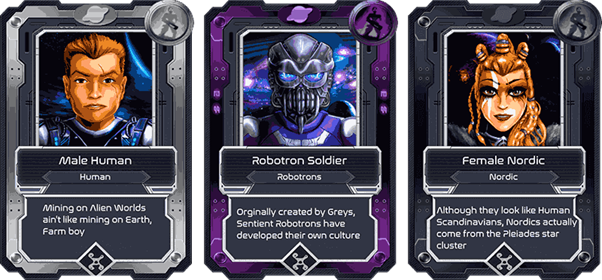 Male Human
Human
Mining on Alien Worlds
ain't like mining on Earth,
Farm boy
Robotron Soldier
Robotrons
Orginally created by Greys,
Sentient Robotrons have
developed their own culture
Female Nordic
Nordic
Although they look like Human
Scandinavians, Nordics actually
come from the Pleiades star
cluster